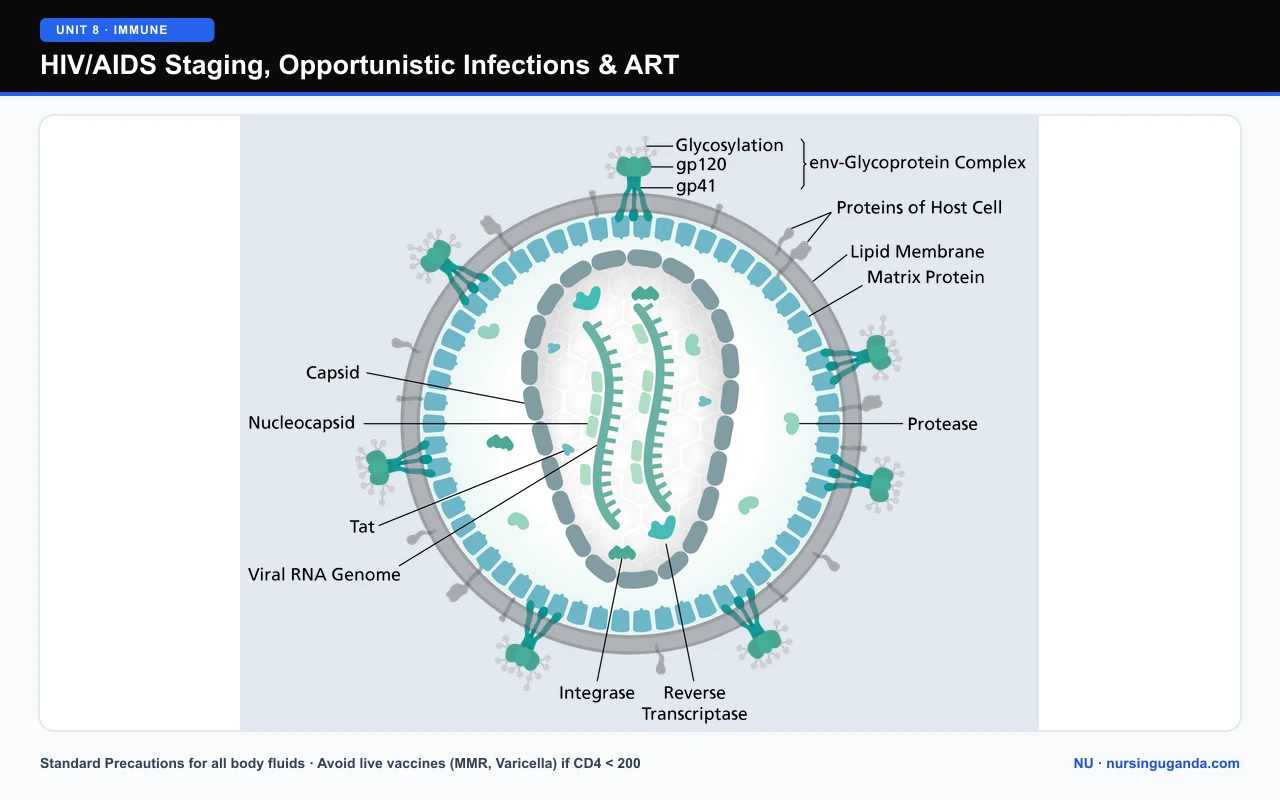 UNIT 8 · IMMUNE
HIV/AIDS Staging, Opportunistic Infections & ART
Glycosylation
gp120
gp41
env-Glycoprotein Complex
Proteins of Host Cell
Lipid Membrane
Matrix Protein
Capsid
Nucleocapsid
Protease
Tat
Viral RNA Genome
Integrase
Reverse
Transcriptase
Standard Precautions for all body fluids · Avoid live vaccines (MMR, Varicella) if CD4 < 200
NU · nursinguganda.com